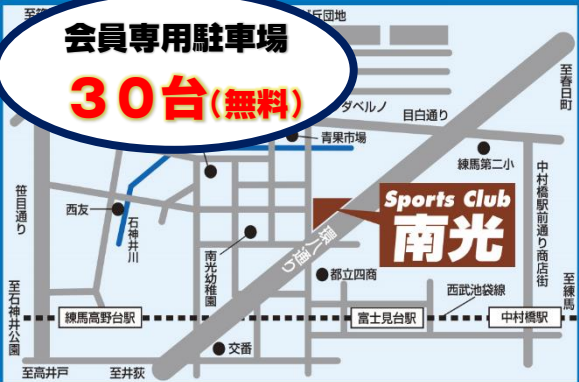 会員専用駐車場
30台(無料)
丘団地
ダベルノ
目白通り
至春日町
青果市場
練馬第二小
笹目通り
西友
石神井川
Sports Club
南光
環八通り
南光幼稚園
中村橋駅前通り商店街
都立四商
西武池袋線
至石神井公園
至練馬
練馬高野台駅
富士見台駅
中村橋駅
交番
至高井戸
至井荻